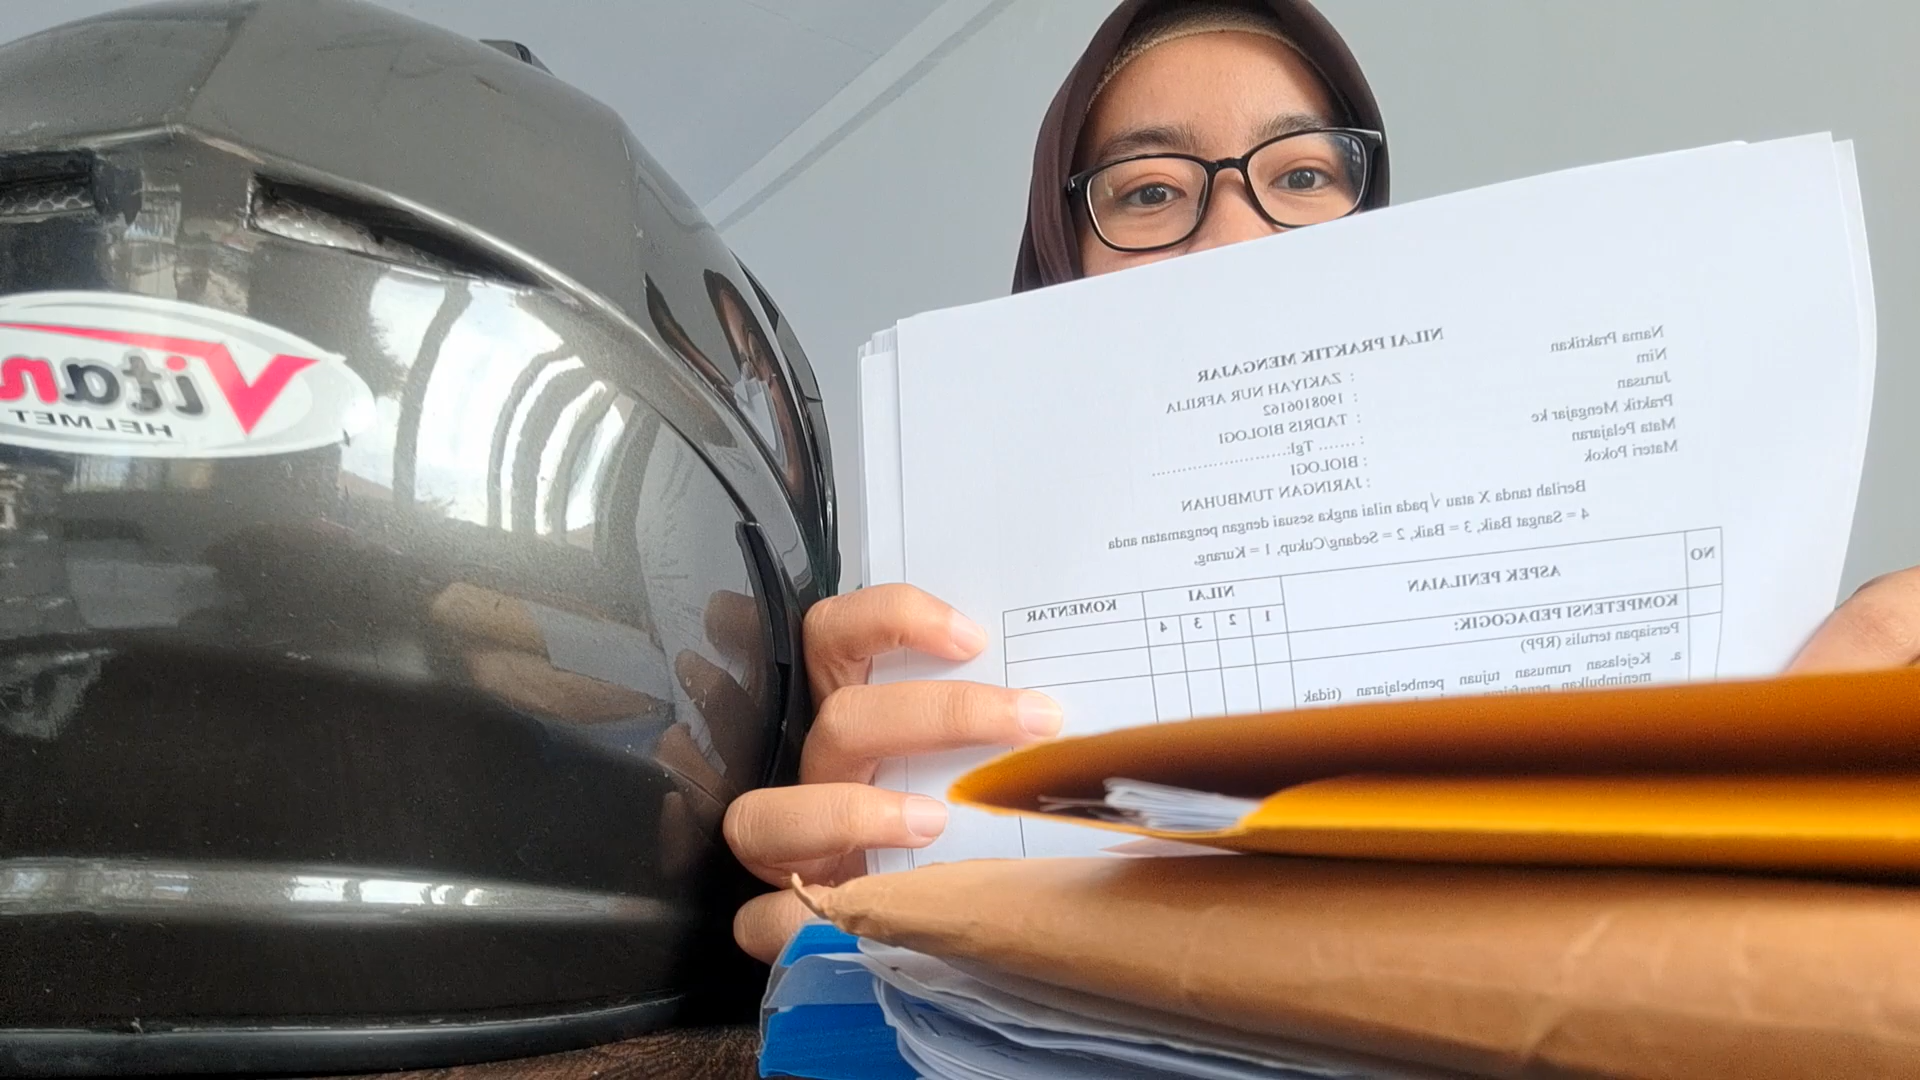 Vitan
HELMET
NILAI PRAKTIK MENGAJAR
Nama Praktikan : ZAKIYAH NUR AFRILIA
Nim : 1908106162
Jurusan : TADRIS BIOLOGI
Praktik Mengajar ke : ....... Tgl:..............................
Mata Pelajaran : BIOLOGI
Materi Pokok : JARINGAN TUMBUHAN
Berilah tanda X atau √ pada nilai angka sesuai dengan pengamatan anda
4 = Sangat Baik, 3 = Baik, 2 = Sedang/Cukup, 1 = Kurang,
NO ASPEK PENILAIAN NILAI KOMENTAR
1 2 3 4
KOMPETENSI PEDAGOGIK:
Persiapan tertulis (RPP)
a. Kejelasan rumusan tujuan pembelajaran (tidak
menimbulkan